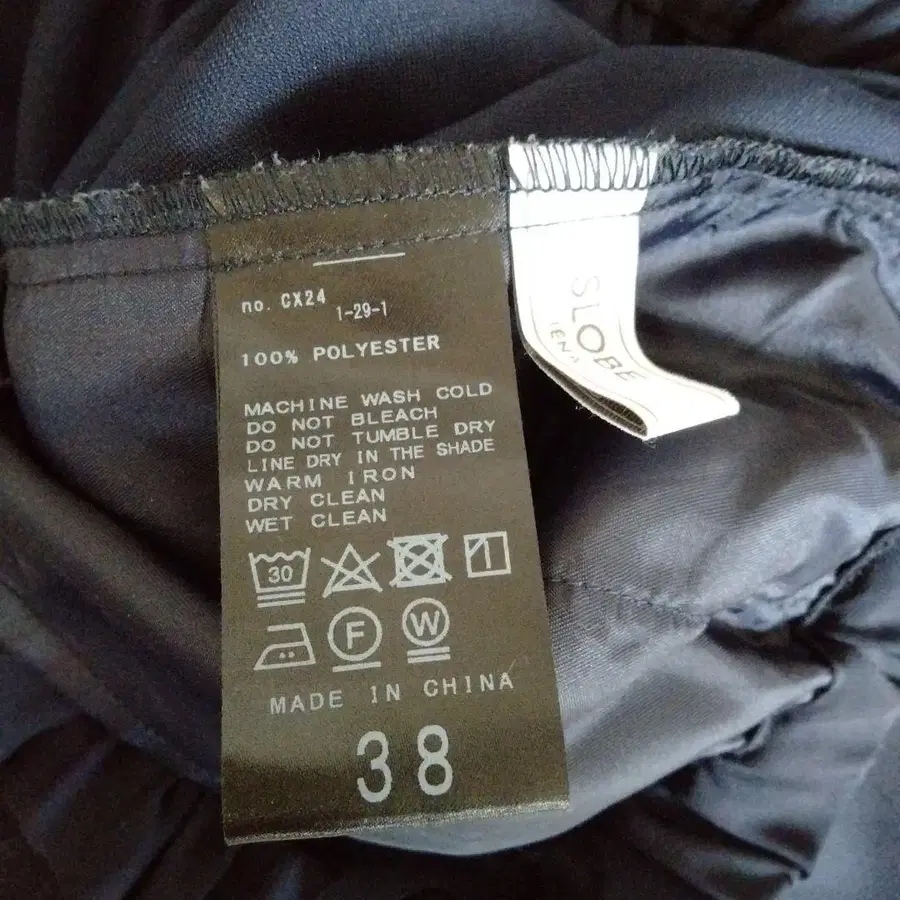 no. CX24
1-29-1
100% POLYESTER
MACHINE WASH COLD
DO NOT BLEACH
DO NOT TUMBLE DRY
LINE DRY IN THE SHADE
WARM IRON
DRY CLEAN
WET CLEAN
30
F
W
MADE IN CHINA
38
SLOBE
IENA